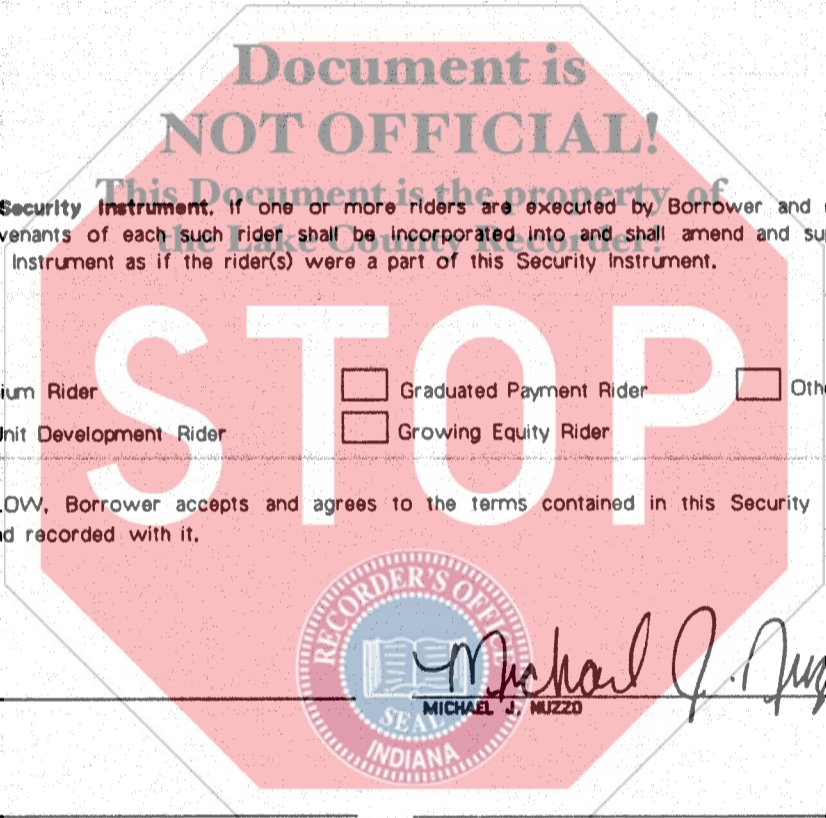 Document is
NOT OFFICIAL!
This Document is the property of
the Lake County Recorder!
Security Instrument. If one or more riders are executed by Borrower and
venants of each such rider shall be incorporated into and shall amend and su
Instrument as if the rider(s) were a part of this Security Instrument.
STOP
ium Rider Graduated Payment Rider Othe
Unit Development Rider Growing Equity Rider
LOW, Borrower accepts and agrees to the terms contained in this Security
d recorded with it.
RECORDER'S OFFICE
Michael J. Nuz
MICHAEL J. NUZZO
SEAL
INDIANA